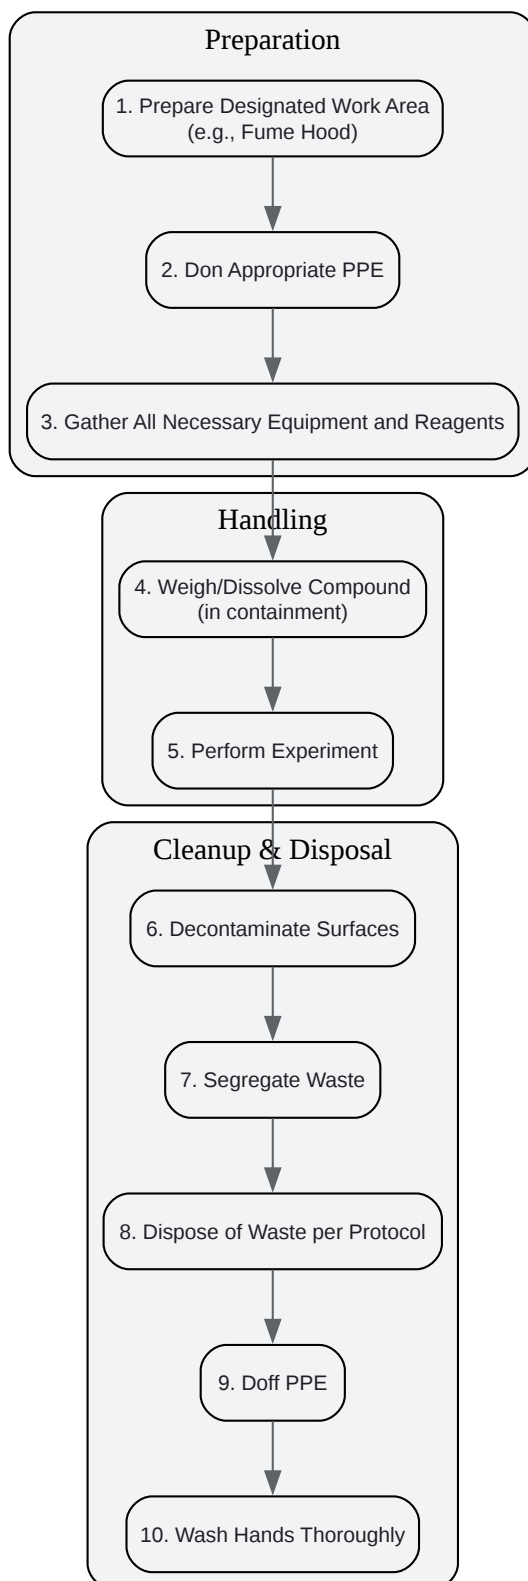 Preparation
1. Prepare Designated Work Area
(e.g., Fume Hood)
2. Don Appropriate PPE
3. Gather All Necessary Equipment and Reagents
Handling
4. Weigh/Dissolve Compound
(in containment)
5. Perform Experiment
Cleanup & Disposal
6. Decontaminate Surfaces
7. Segregate Waste
8. Dispose of Waste per Protocol
9. Doff PPE
10. Wash Hands Thoroughly